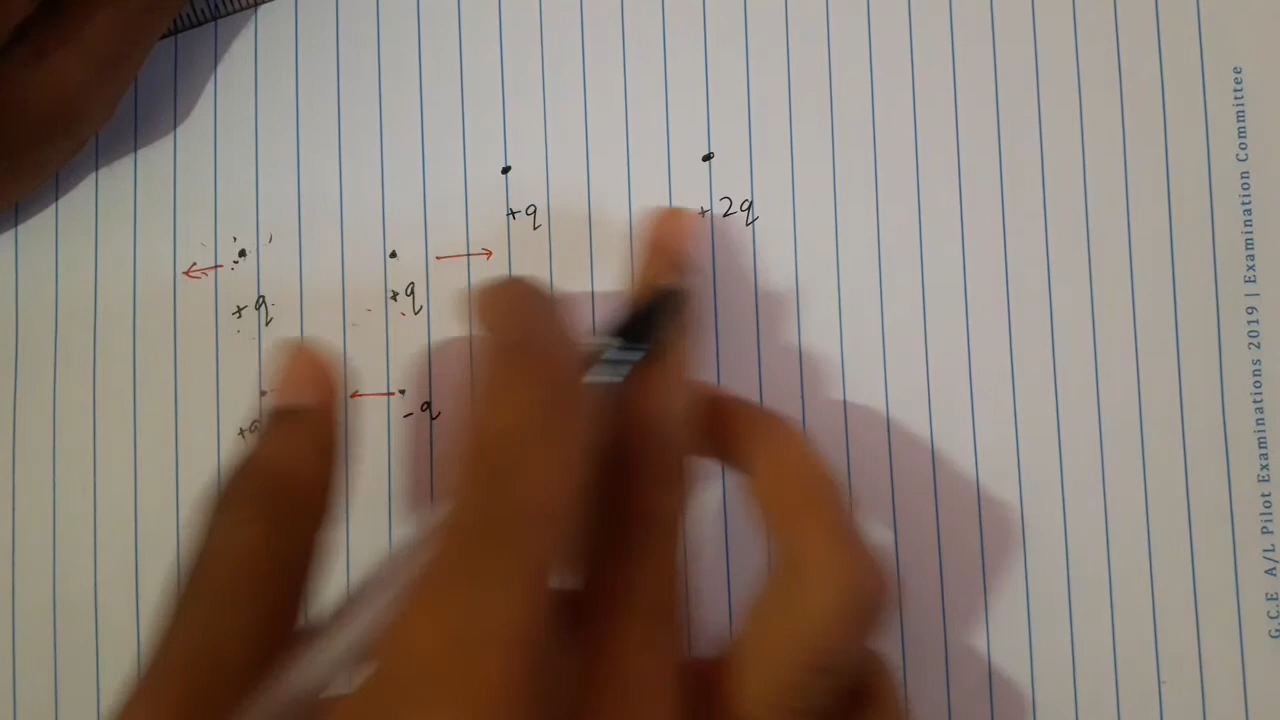 +q
+2q
+q
+q
-q
G.C.E A/L Pilot Examinations 2019 | Examination Committee